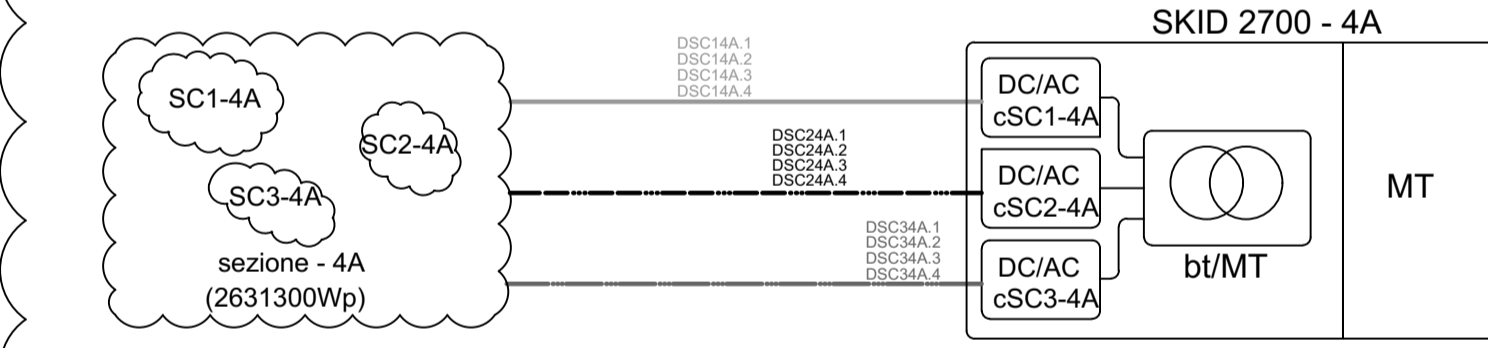 SKID 2700 - 4A
DSC14A.1
DSC14A.2
DSC14A.3
DSC14A.4
SC1-4A
SC2-4A
SC3-4A
sezione - 4A
(2631300Wp)
DSC24A.1
DSC24A.2
DSC24A.3
DSC24A.4
DSC34A.1
DSC34A.2
DSC34A.3
DSC34A.4
DC/AC
cSC1-4A
DC/AC
cSC2-4A
DC/AC
cSC3-4A
bt/MT
MT